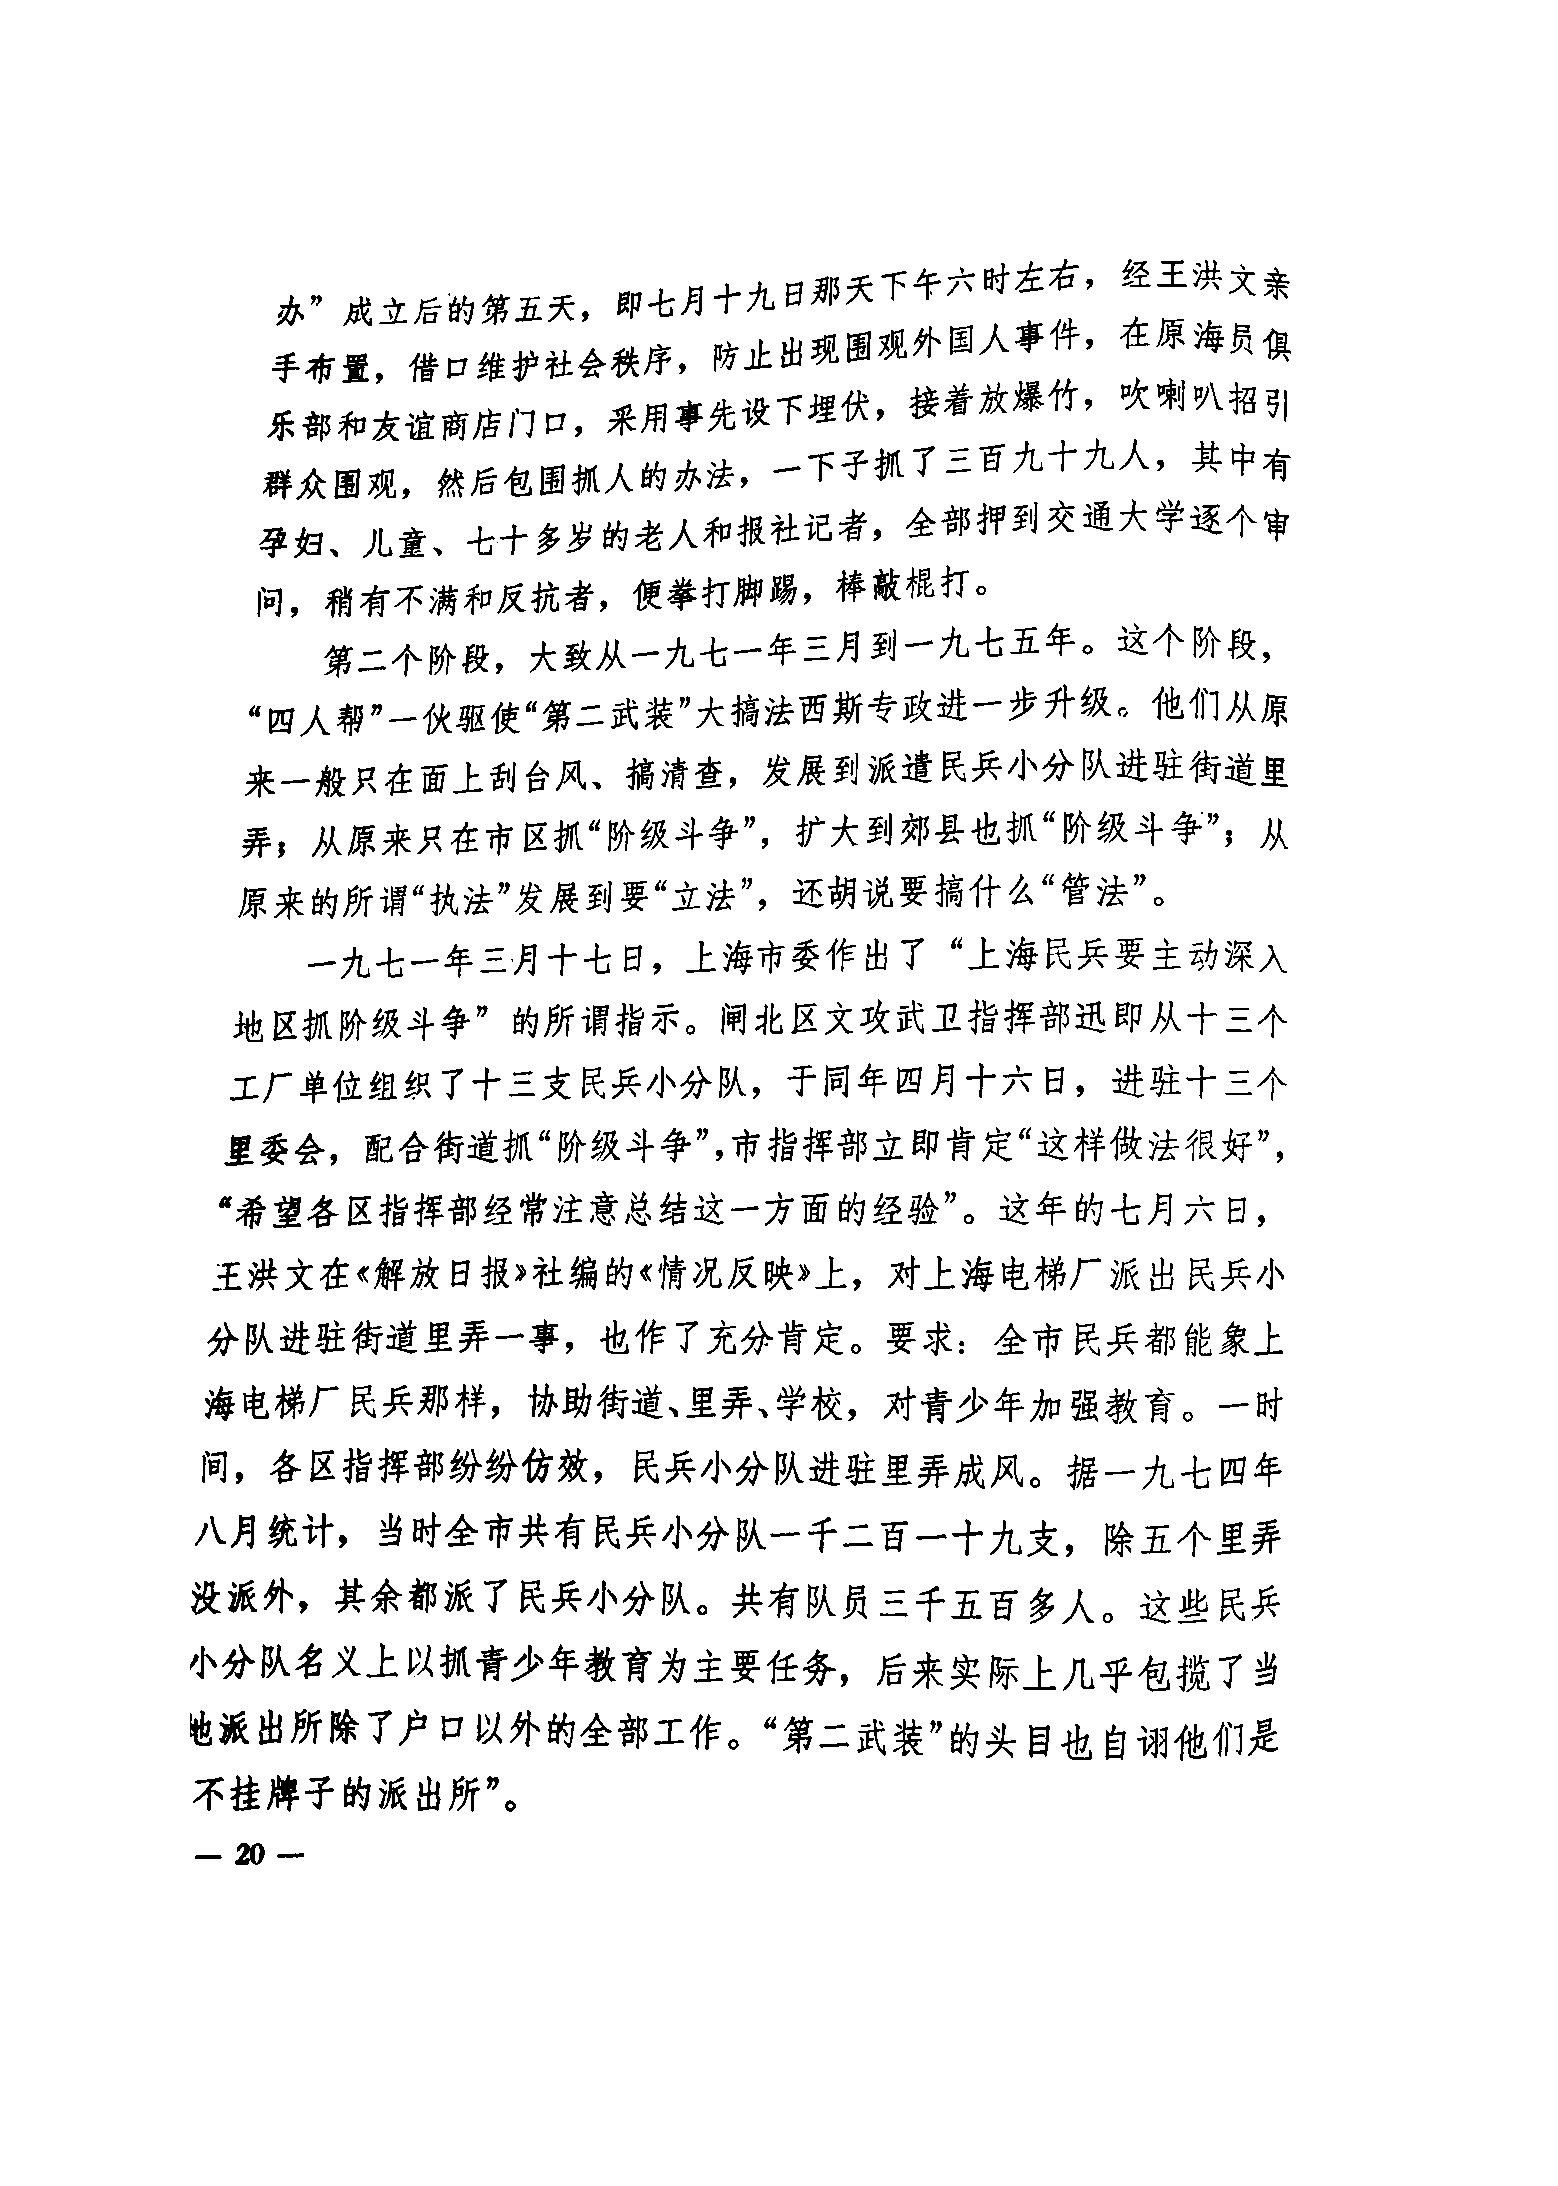 办”成立后的第五天，即七月十九日那天下午六时左右，经王洪文亲
手布置，借口维护社会秩序，防止出现围观外国人事件，在原海员俱
乐部和友谊商店门口，采用事先设下埋伏，接着放爆竹，吹喇叭招引
群众围观，然后包围抓人的办法，一下子抓了三百九十九人，其中有
孕妇、儿童、七十多岁的老人和报社记者，全部押到交通大学逐个审
问，稍有不满和反抗者，便拳打脚踢，棒敲棍打。
第二个阶段，大致从一九七一年三月到一九七五年。这个阶段，
“四人帮”一伙驱使“第二武装”大搞法西斯专政进一步升级。他们从原
来一般只在面上刮台风、搞清查，发展到派遣民兵小分队进驻街道里
弄；从原来只在市区抓“阶级斗争”，扩大到郊县也抓“阶级斗争”；从
原来的所谓“执法”发展到要“立法”，还胡说要搞什么“管法”。
一九七一年三月十七日，上海市委作出了“上海民兵要主动深入
地区抓阶级斗争”的所谓指示。闸北区文攻武卫指挥部迅即从十三个
工厂单位组织了十三支民兵小分队，于同年四月十六日，进驻十三个
里委会，配合街道抓“阶级斗争”，市指挥部立即肯定“这样做法很好”，
“希望各区指挥部经常注意总结这一方面的经验”。这年的七月六日，
王洪文在《解放日报》社编的《情况反映》上，对上海电梯厂派出民兵小
分队进驻街道里弄一事，也作了充分肯定。要求：全市民兵都能象上
海电梯厂民兵那样，协助街道、里弄、学校，对青少年加强教育。一时
间，各区指挥部纷纷仿效，民兵小分队进驻里弄成风。据一九七四年
八月统计，当时全市共有民兵小分队一千二百一十九支，除五个里弄
没派外，其余都派了民兵小分队。共有队员三千五百多人。这些民兵
小分队名义上以抓青少年教育为主要任务，后来实际上几乎包揽了当
地派出所除了户口以外的全部工作。“第二武装”的头目也自诩他们是
不挂牌子的派出所”。
— 20 —